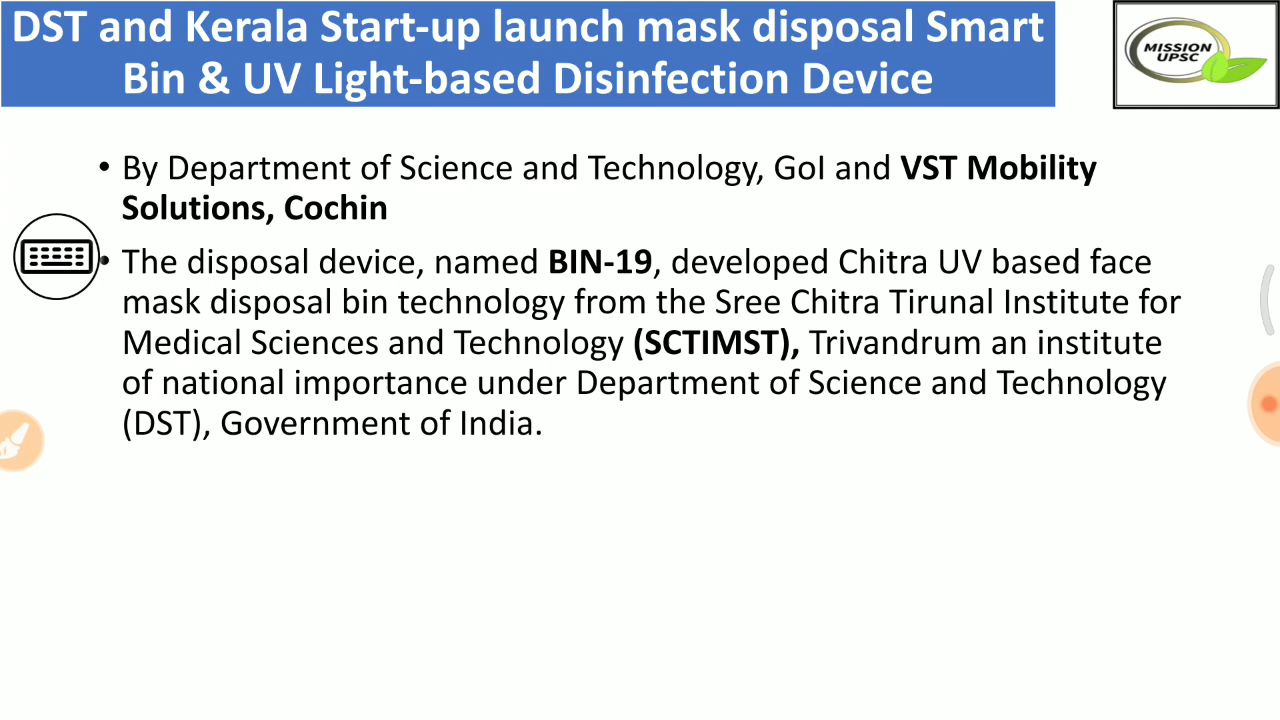 DST and Kerala Start-up launch mask disposal Smart
Bin & UV Light-based Disinfection Device
MISSION
UPSC
• By Department of Science and Technology, GoI and VST Mobility
Solutions, Cochin
• The disposal device, named BIN-19, developed Chitra UV based face
mask disposal bin technology from the Sree Chitra Tirunal Institute for
Medical Sciences and Technology (SCTIMST), Trivandrum an institute
of national importance under Department of Science and Technology
(DST), Government of India.